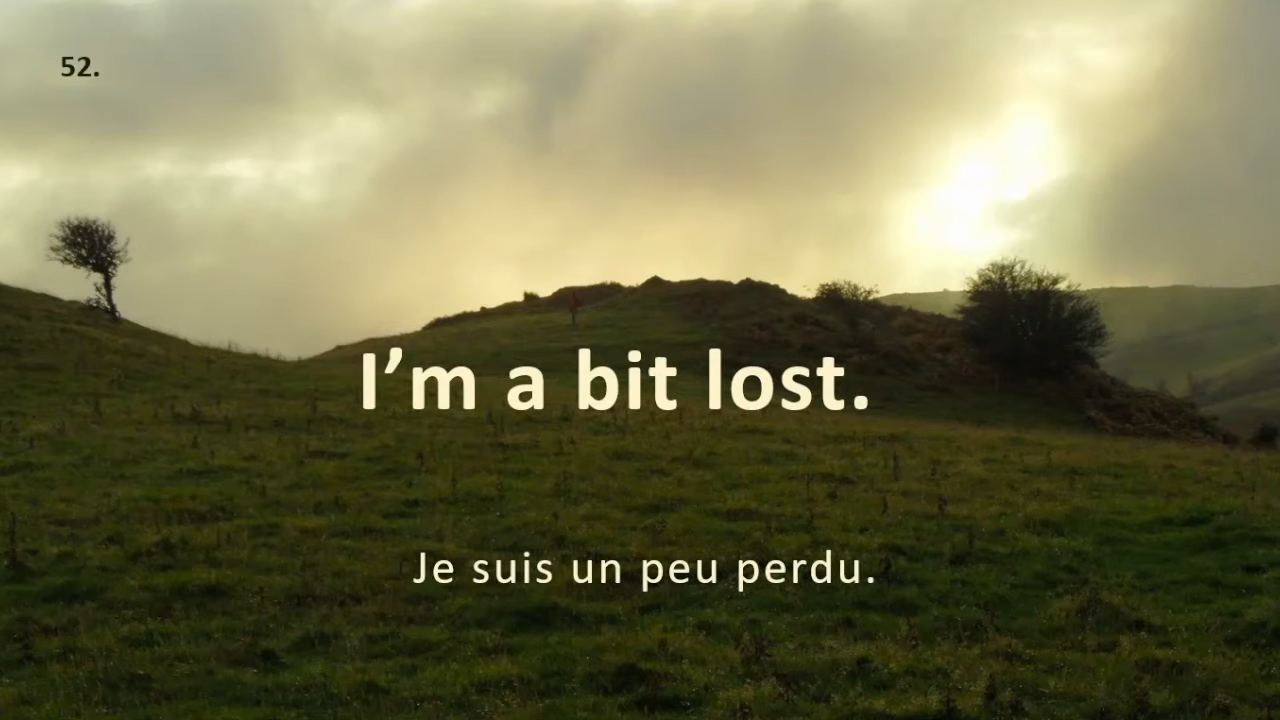 52.
I’m a bit lost.
Je suis un peu perdu.